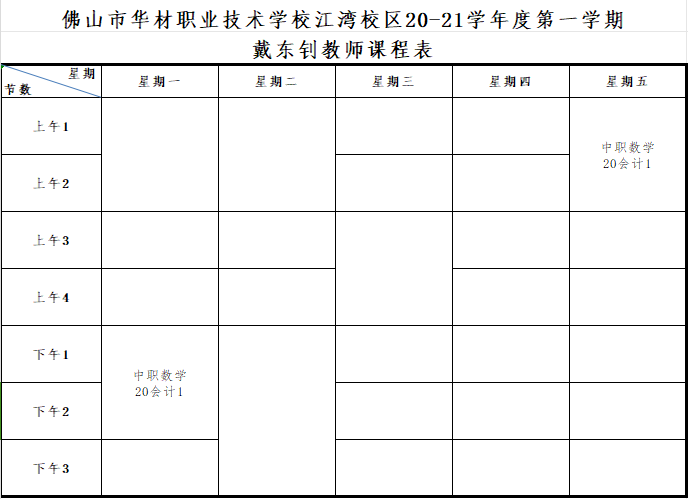 佛山市华材职业技术学校江湾校区20-21学年度第一学期
戴东钊教师课程表
星期
节数
星期一
星期二
星期三
星期四
星期五
上午1
中职数学
20会计1
上午2
上午3
上午4
下午1
中职数学
20会计1
下午2
下午3